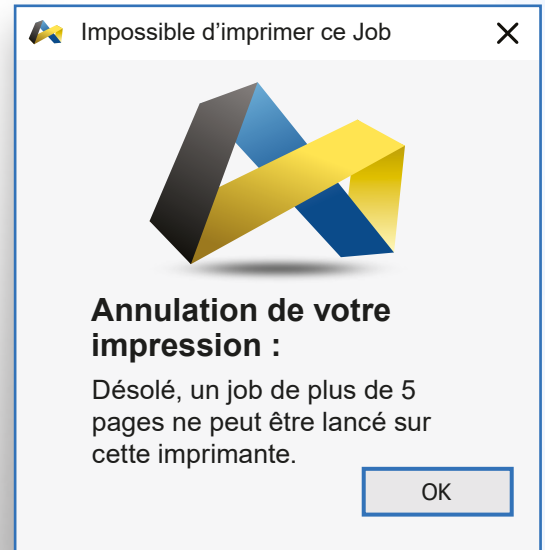 Impossible d’imprimer ce Job
Annulation de votre
impression :
Désolé, un job de plus de 5
pages ne peut être lancé sur
cette imprimante.
OK